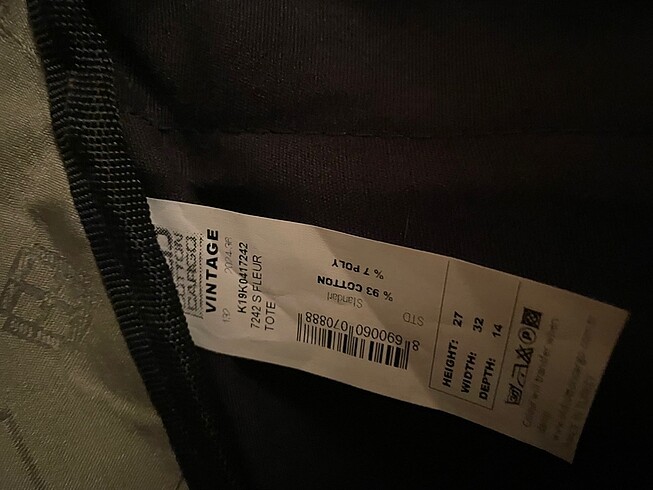 COTTON
CARGO
VINTAGE
K19K0417242
7242 S FLEUR
TOTE
% 93 COTTON
% 7 POLY
STD
Standart
8 690060 070888
HEIGHT: 27
WIDTH: 32
DEPTH: 14